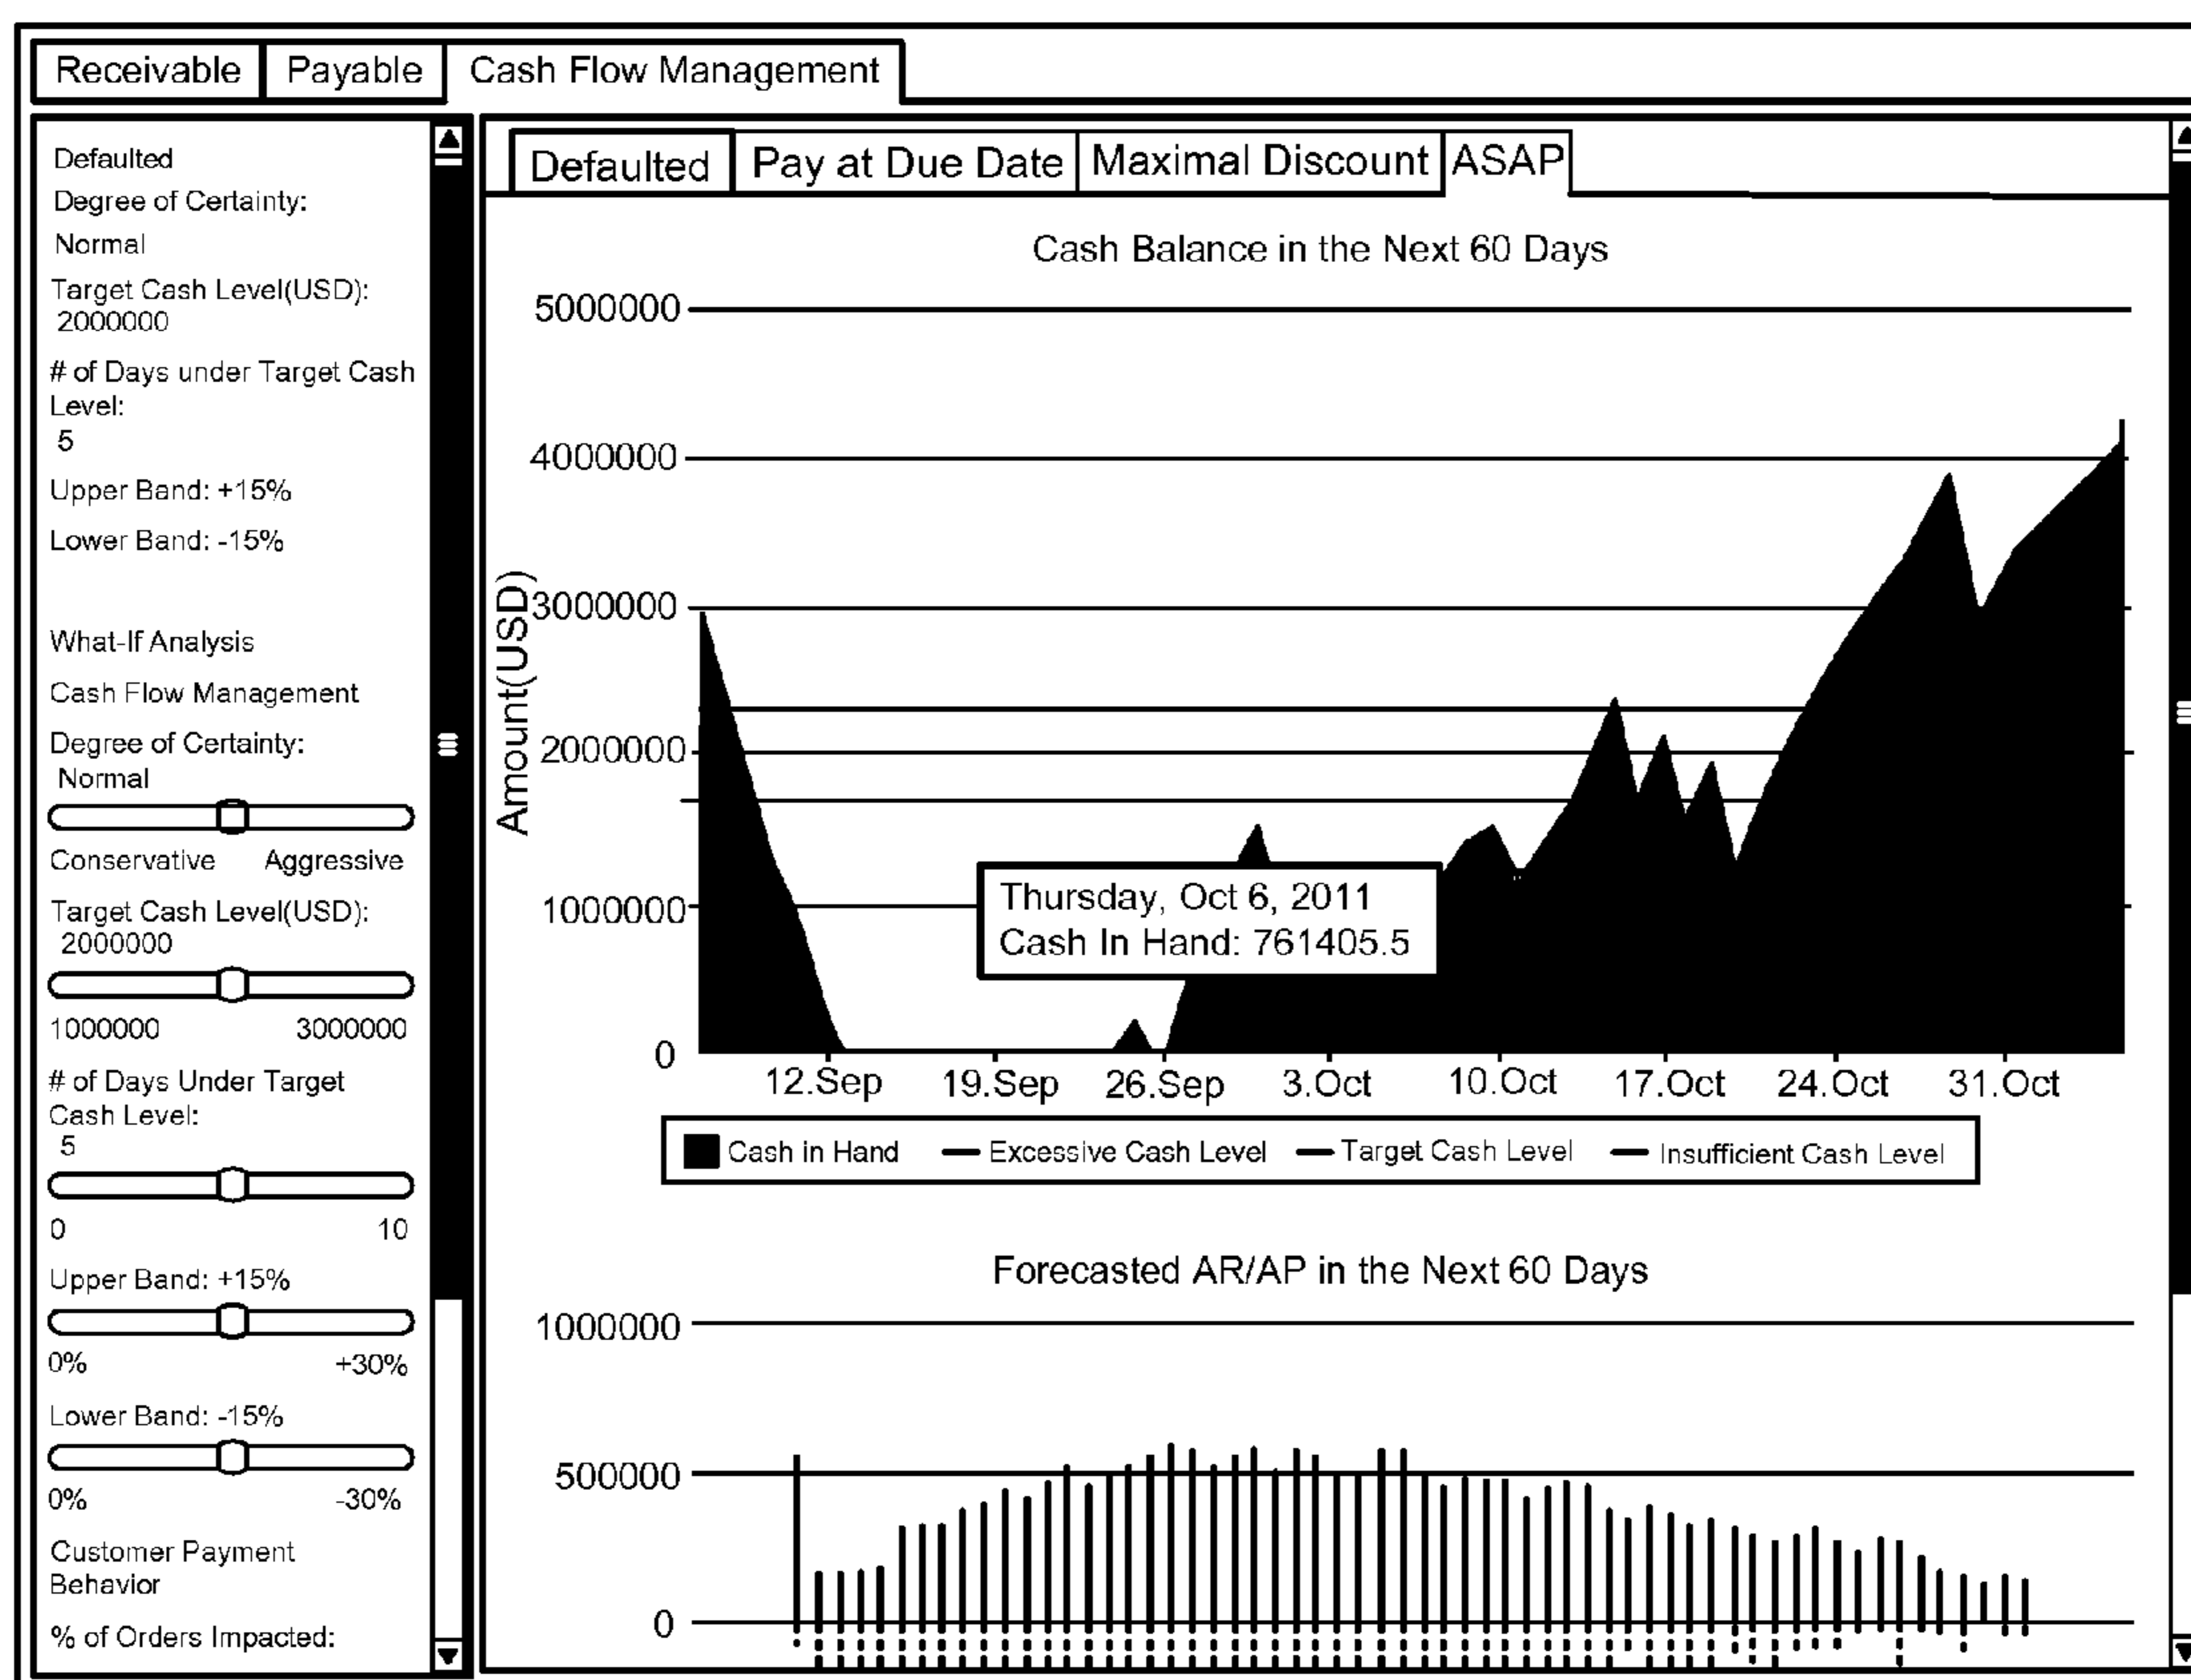 Receivable Payable Cash Flow Management
Defaulted
Degree of Certainty:
Normal
Target Cash Level(USD):
2000000
# of Days under Target Cash
Level:
5
Upper Band: +15%
Lower Band: -15%
What-If Analysis
Cash Flow Management
Degree of Certainty:
Normal
Conservative Aggressive
Target Cash Level(USD):
2000000
1000000 3000000
# of Days Under Target
Cash Level:
5
0 10
Upper Band: +15%
0% +30%
Lower Band: -15%
0% -30%
Customer Payment
Behavior
% of Orders Impacted:
Defaulted Pay at Due Date Maximal Discount ASAP
Cash Balance in the Next 60 Days
Amount(USD)
5000000
4000000
3000000
2000000
1000000
0
Thursday, Oct 6, 2011
Cash In Hand: 761405.5
12.Sep 19.Sep 26.Sep 3.Oct 10.Oct 17.Oct 24.Oct 31.Oct
Cash in Hand Excessive Cash Level Target Cash Level Insufficient Cash Level
Forecasted AR/AP in the Next 60 Days
1000000
500000
0